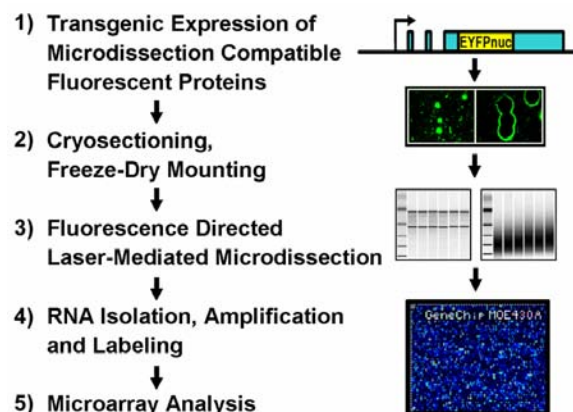 1) Transgenic Expression of
Microdissection Compatible
Fluorescent Proteins
2) Cryosectioning,
Freeze-Dry Mounting
3) Fluorescence Directed
Laser-Mediated Microdissection
4) RNA Isolation, Amplification
and Labeling
5) Microarray Analysis
EYFPnuc
GeneChip MOE430A